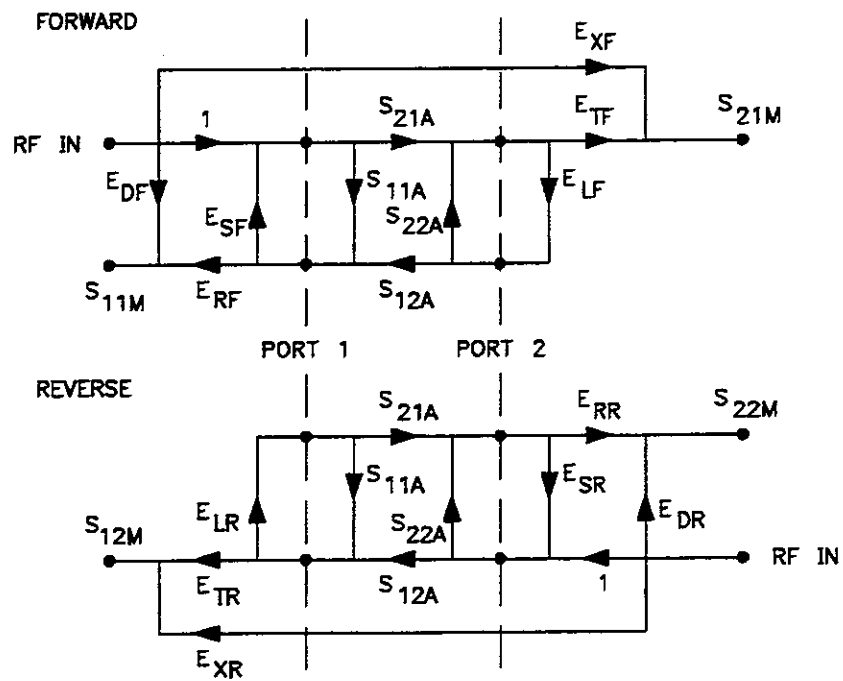 FORWARD
E_XF
S_21A
E_TF
S_21M
1
RF IN
E_DF
S_11A
E_LF
E_SF
S_22A
S_11M
E_RF
S_12A
PORT 1
PORT 2
REVERSE
S_21A
E_RR
S_22M
S_11A
E_SR
E_LR
S_22A
E_DR
S_12M
RF IN
E_TR
S_12A
1
E_XR